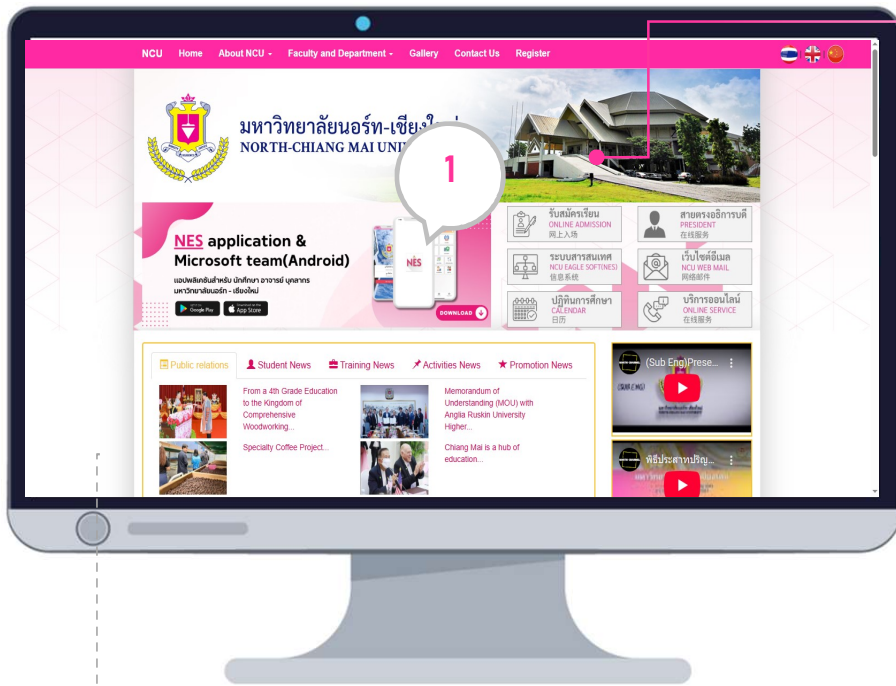 NCU Home About NCU Faculty and Department Gallery Contact Us Register
มหาวิทยาลัยนอร์ท-เชียงให
NORTH-CHIANG MAI UNI
1
NES application &
Microsoft team(Android)
แอปพลิเคชันสำหรับ นักศึกษา อาจารย์ บุคลากร
มหาวิทยาลัยนอร์ท - เชียงใหม่
Google Play App Store
NES
DOWNLOAD
รับสมัครเรียน
ONLINE ADMISSION
网上入场
สายตรงอธิการบดี
PRESIDENT
在线服务
ระบบสารสนเทศ
NCU EAGLE SOFT(NES)
信息系统
เว็บไซต์อีเมล
NCU WEB MAIL
网络邮件
ปฏิทินการศึกษา
CALENDAR
日历
บริการออนไลน์
ONLINE SERVICE
在线服务
Public relations Student News Training News Activities News Promotion News
From a 4th Grade Education
to the Kingdom of
Comprehensive
Woodworking...
Memorandum of
Understanding (MOU) with
Anglia Ruskin University
Higher...
Specialty Coffee Project...
Chiang Mai is a hub of
education...
(Sub Eng)Prese...
(SUB ENG)
พิธีประสาทปริญ...